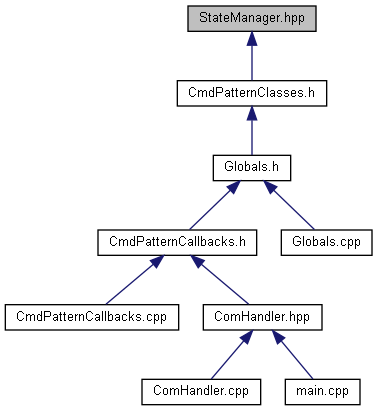 StateManager.hpp
CmdPatternClasses.h
Globals.h
CmdPatternCallbacks.h
Globals.cpp
CmdPatternCallbacks.cpp
ComHandler.hpp
ComHandler.cpp
main.cpp